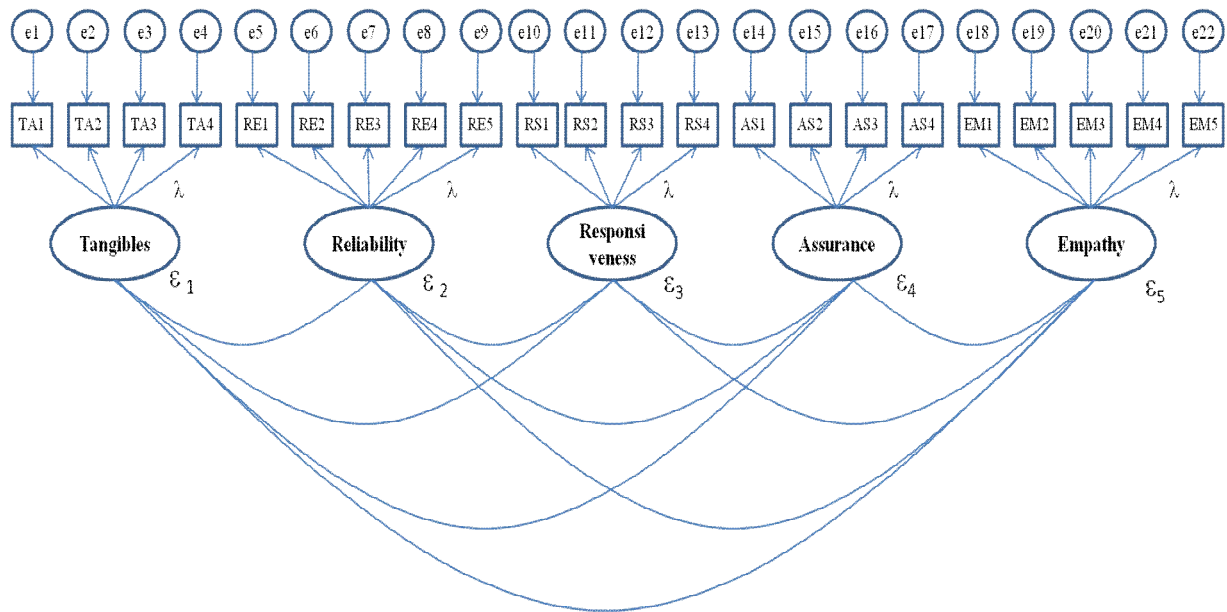 e1 e2 e3 e4 e5 e6 e7 e8 e9 e10 e11 e12 e13 e14 e15 e16 e17 e18 e19 e20 e21 e22
TA1 TA2 TA3 TA4 RE1 RE2 RE3 RE4 RE5 RS1 RS2 RS3 RS4 AS1 AS2 AS3 AS4 EM1 EM2 EM3 EM4 EM5
λ λ λ λ λ
Tangibles Reliability Responsi Assurance Empathy
veness
ε 1 ε 2 ε3 ε4 ε5